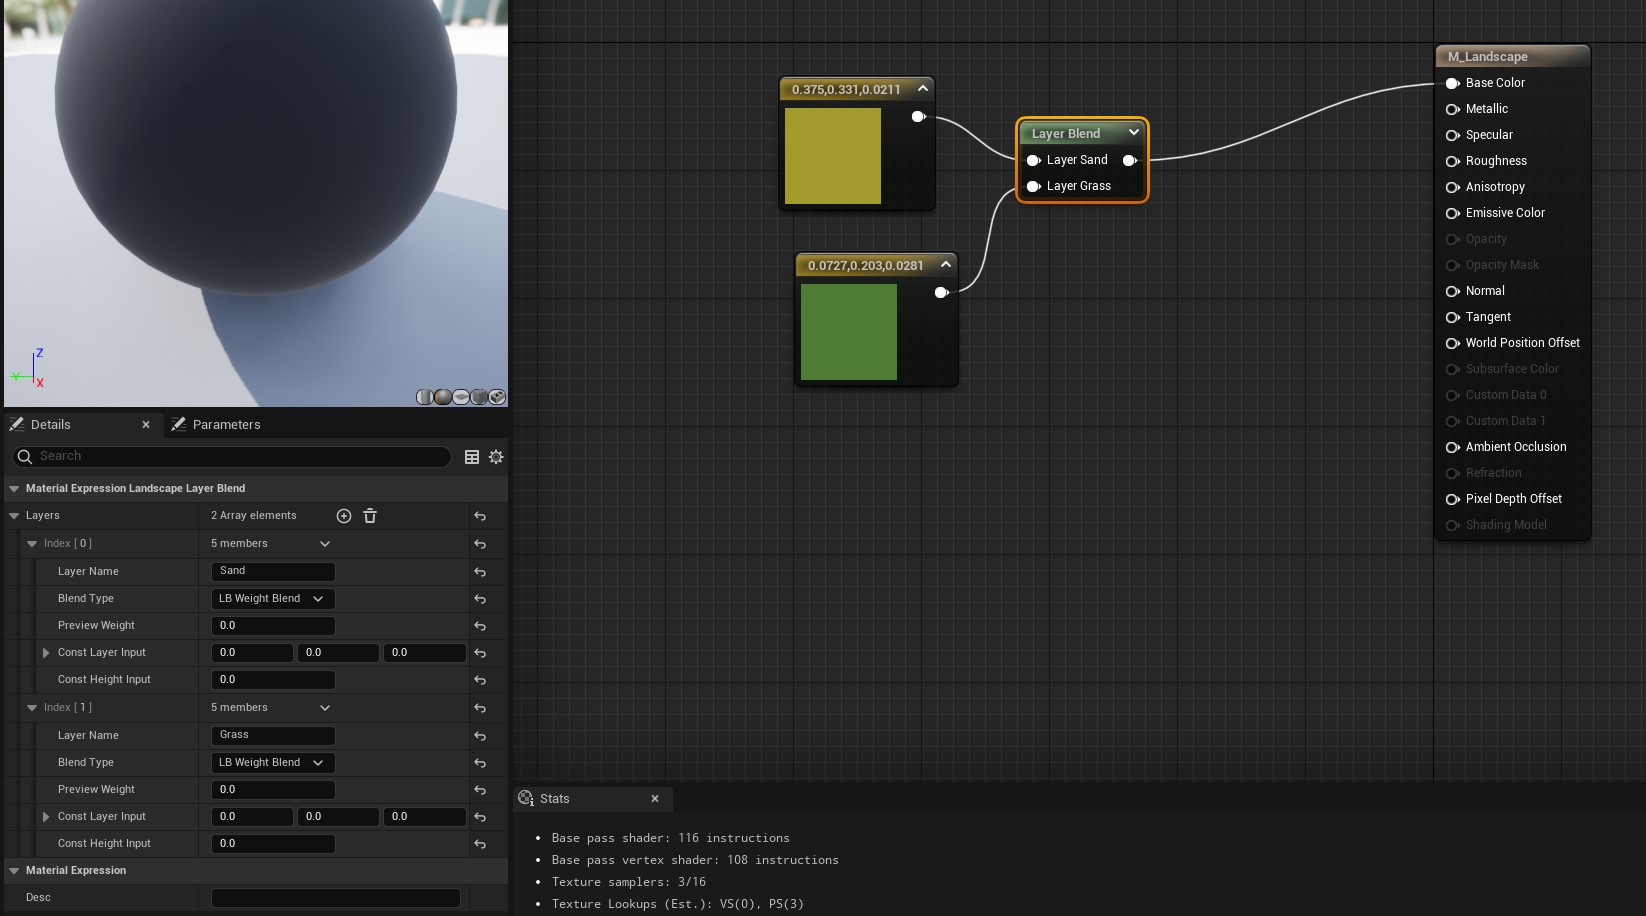 Z
Y
X
Details
Parameters
Search
Material Expression Landscape Layer Blend
Layers
2 Array elements
Index [ 0 ]
5 members
Layer Name
Sand
Blend Type
LB Weight Blend
Preview Weight
0.0
Const Layer Input
0.0
0.0
0.0
Const Height Input
0.0
Index [ 1 ]
5 members
Layer Name
Grass
Blend Type
LB Weight Blend
Preview Weight
0.0
Const Layer Input
0.0
0.0
0.0
Const Height Input
0.0
Material Expression
Desc
0.375,0.331,0.0211
0.0727,0.203,0.0281
Layer Blend
Layer Sand
Layer Grass
M_Landscape
Base Color
Metallic
Specular
Roughness
Anisotropy
Emissive Color
Opacity
Opacity Mask
Normal
Tangent
World Position Offset
Subsurface Color
Custom Data 0
Custom Data 1
Ambient Occlusion
Refraction
Pixel Depth Offset
Shading Model
Stats
Base pass shader: 116 instructions
Base pass vertex shader: 108 instructions
Texture samplers: 3/16
Texture Lookups (Est.): VS(0), PS(3)